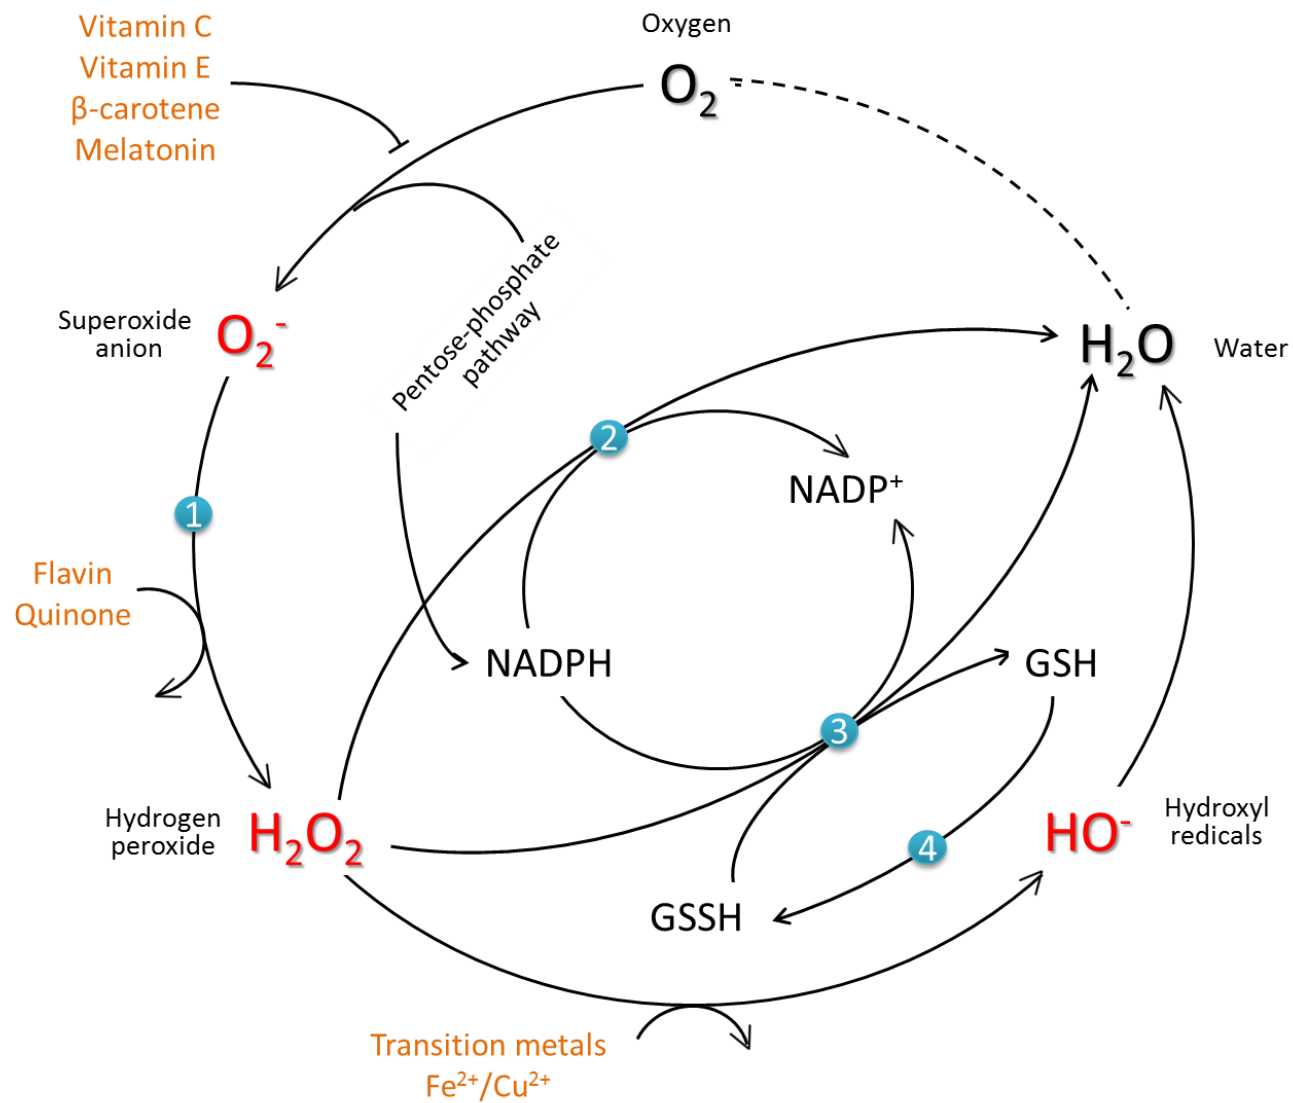 Vitamin C
Vitamin E
β-carotene
Melatonin
Oxygen
O₂
Superoxide
anion
O₂⁻
Pentose-phosphate
pathway
H₂O
Water
1
2
NADP⁺
Flavin
Quinone
NADPH
GSH
3
Hydrogen
peroxide
H₂O₂
4
HO⁻
Hydroxyl
redicals
GSSH
Transition metals
Fe²⁺/Cu²⁺